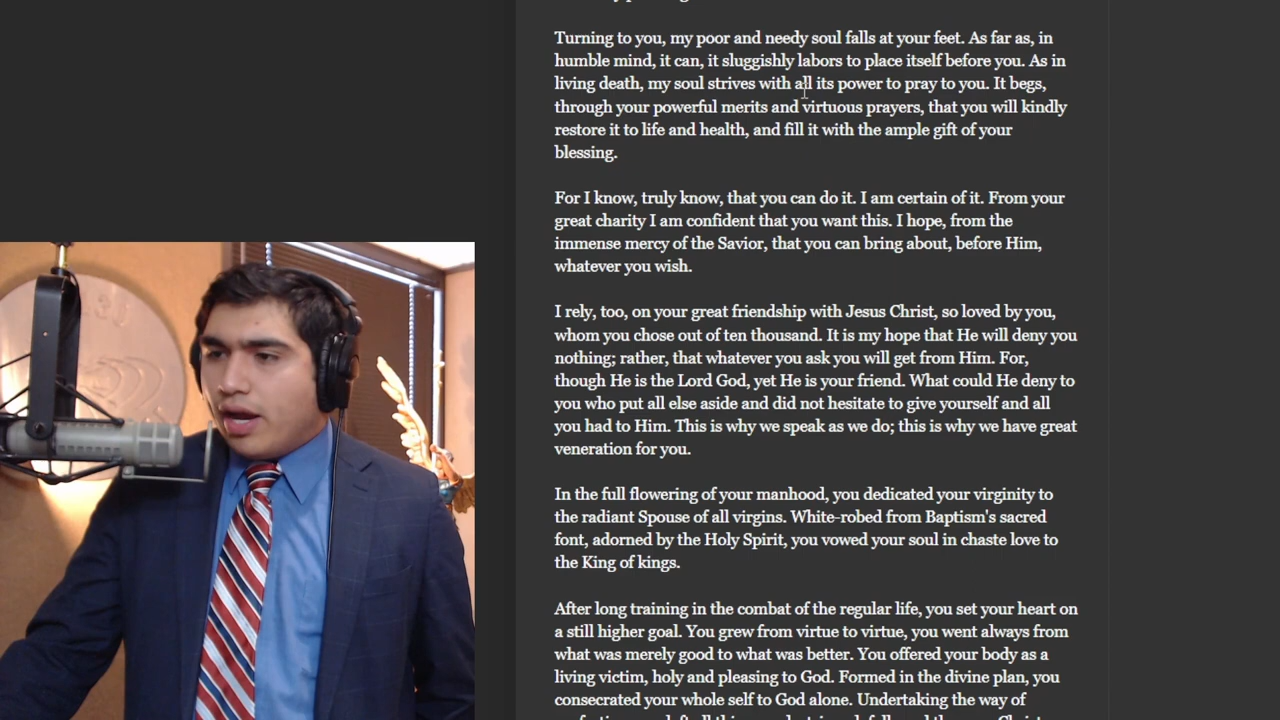 Turning to you, my poor and needy soul falls at your feet. As far as, in
humble mind, it can, it sluggishly labors to place itself before you. As in
living death, my soul strives with all its power to pray to you. It begs,
through your powerful merits and virtuous prayers, that you will kindly
restore it to life and health, and fill it with the ample gift of your
blessing.
For I know, truly know, that you can do it. I am certain of it. From your
great charity I am confident that you want this. I hope, from the
immense mercy of the Savior, that you can bring about, before Him,
whatever you wish.
I rely, too, on your great friendship with Jesus Christ, so loved by you,
whom you chose out of ten thousand. It is my hope that He will deny you
nothing; rather, that whatever you ask you will get from Him. For,
though He is the Lord God, yet He is your friend. What could He deny to
you who put all else aside and did not hesitate to give yourself and all
you had to Him. This is why we speak as we do; this is why we have great
veneration for you.
In the full flowering of your manhood, you dedicated your virginity to
the radiant Spouse of all virgins. White-robed from Baptism's sacred
font, adorned by the Holy Spirit, you vowed your soul in chaste love to
the King of kings.
After long training in the combat of the regular life, you set your heart on
a still higher goal. You grew from virtue to virtue, you went always from
what was merely good to what was better. You offered your body as a
living victim, holy and pleasing to God. Formed in the divine plan, you
consecrated your whole self to God alone. Undertaking the way of